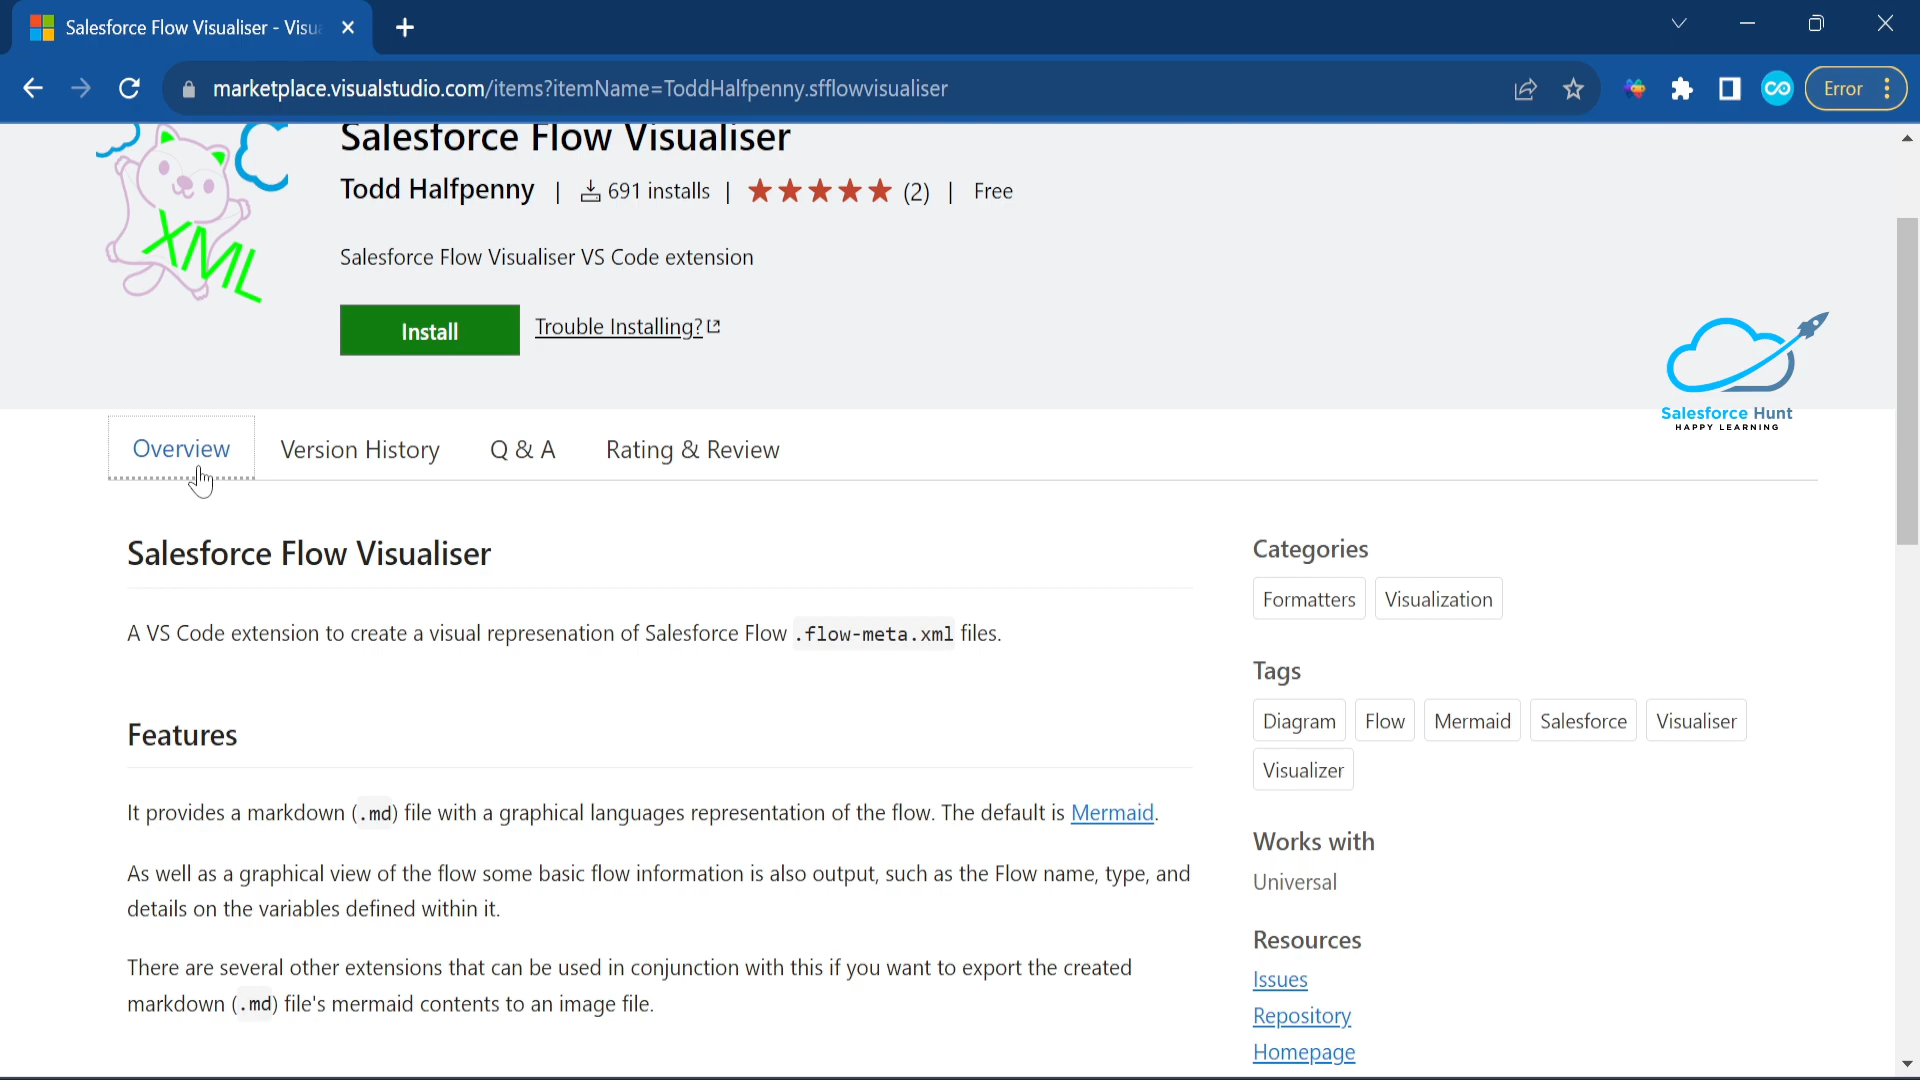 Salesforce Flow Visualiser - Visu
marketplace.visualstudio.com/items?itemName=ToddHalfpenny.sfflowvisualiser
Error
XML
Salesforce Flow Visualiser
Todd Halfpenny | 691 installs | (2) | Free
Salesforce Flow Visualiser VS Code extension
Install Trouble Installing?
Salesforce Hunt
HAPPY LEARNING
Overview Version History Q & A Rating & Review
Salesforce Flow Visualiser
A VS Code extension to create a visual represenation of Salesforce Flow .flow-meta.xml files.
Features
It provides a markdown (.md) file with a graphical languages representation of the flow. The default is Mermaid.
As well as a graphical view of the flow some basic flow information is also output, such as the Flow name, type, and
details on the variables defined within it.
There are several other extensions that can be used in conjunction with this if you want to export the created
markdown (.md) file's mermaid contents to an image file.
Categories
Formatters Visualization
Tags
Diagram Flow Mermaid Salesforce Visualiser
Visualizer
Works with
Universal
Resources
Issues
Repository
Homepage